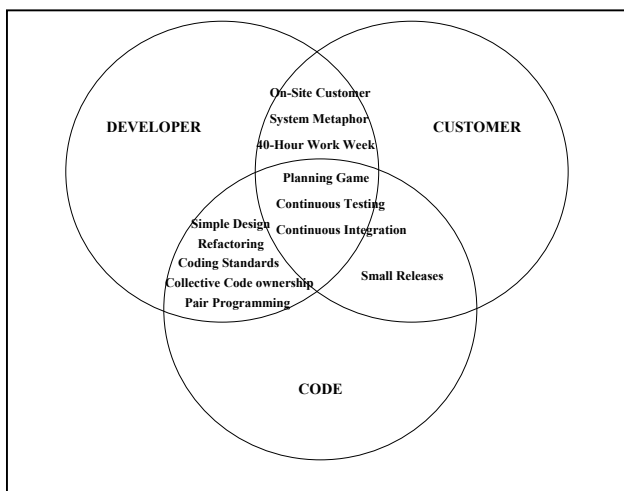 On-Site Customer
DEVELOPER
System Metaphor
CUSTOMER
40-Hour Work Week
Planning Game
Continuous Testing
Simple Design
Continuous Integration
Refactoring
Coding Standards
Small Releases
Collective Code ownership
Pair Programming
CODE